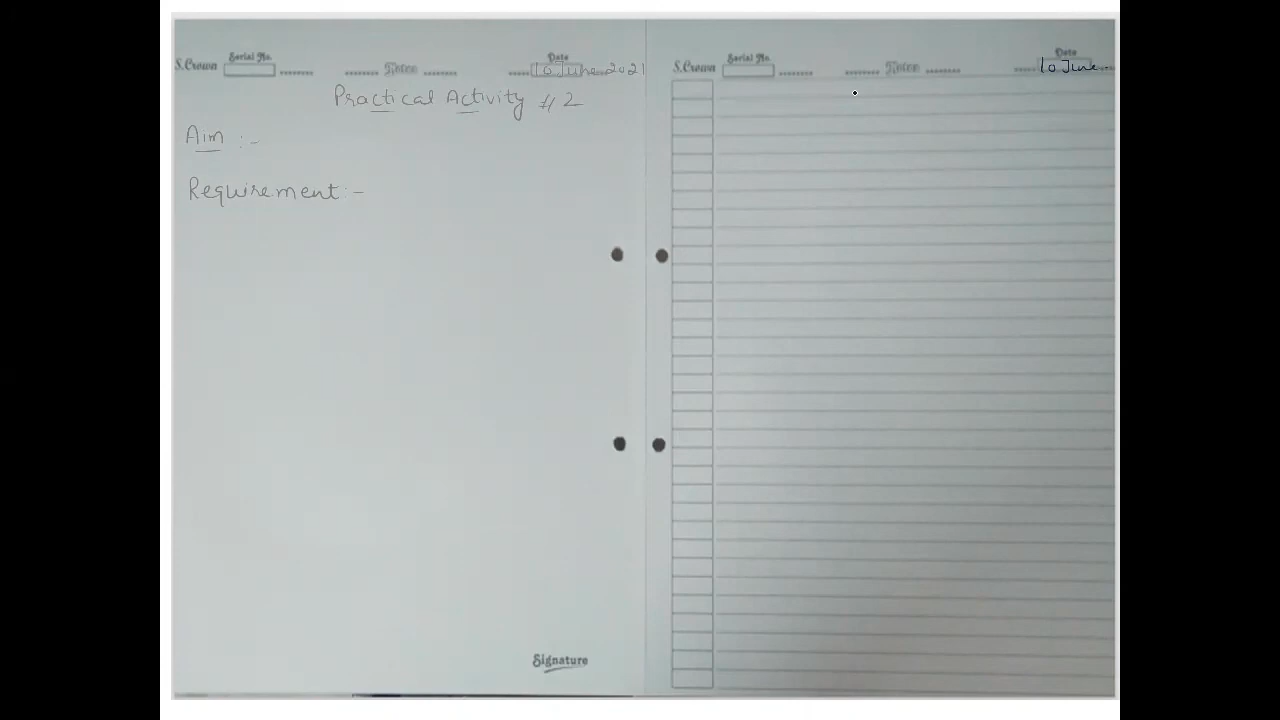 S.Crown Serial No. Notes Date 10 June 2021
Practical Activity #2
Aim :-
Requirement :-
Signature
S.Crown Serial No. Notes Date 10 June